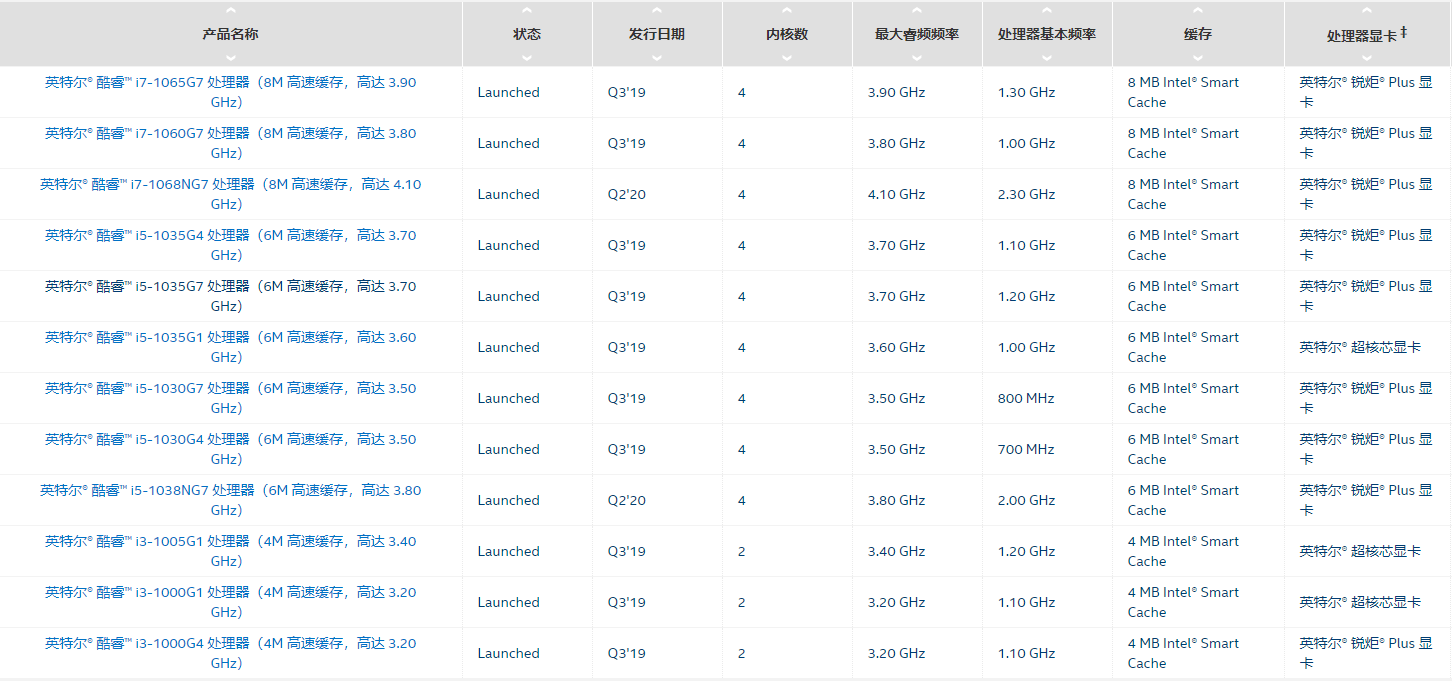 产品名称 状态 发行日期 内核数 最大睿频频率 处理器基本频率 缓存 处理器显卡‡
英特尔® 酷睿™ i7-1065G7 处理器（8M 高速缓存，高达 3.90
GHz） Launched Q3'19 4 3.90 GHz 1.30 GHz 8 MB Intel® Smart
Cache 英特尔® 锐炬® Plus 显
卡
英特尔® 酷睿™ i7-1060G7 处理器（8M 高速缓存，高达 3.80
GHz） Launched Q3'19 4 3.80 GHz 1.00 GHz 8 MB Intel® Smart
Cache 英特尔® 锐炬® Plus 显
卡
英特尔® 酷睿™ i7-1068NG7 处理器（8M 高速缓存，高达 4.10
GHz） Launched Q2'20 4 4.10 GHz 2.30 GHz 8 MB Intel® Smart
Cache 英特尔® 锐炬® Plus 显
卡
英特尔® 酷睿™ i5-1035G4 处理器（6M 高速缓存，高达 3.70
GHz） Launched Q3'19 4 3.70 GHz 1.10 GHz 6 MB Intel® Smart
Cache 英特尔® 锐炬® Plus 显
卡
英特尔® 酷睿™ i5-1035G7 处理器（6M 高速缓存，高达 3.70
GHz） Launched Q3'19 4 3.70 GHz 1.20 GHz 6 MB Intel® Smart
Cache 英特尔® 锐炬® Plus 显
卡
英特尔® 酷睿™ i5-1035G1 处理器（6M 高速缓存，高达 3.60
GHz） Launched Q3'19 4 3.60 GHz 1.00 GHz 6 MB Intel® Smart
Cache 英特尔® 超核芯显卡
英特尔® 酷睿™ i5-1030G7 处理器（6M 高速缓存，高达 3.50
GHz） Launched Q3'19 4 3.50 GHz 800 MHz 6 MB Intel® Smart
Cache 英特尔® 锐炬® Plus 显
卡
英特尔® 酷睿™ i5-1030G4 处理器（6M 高速缓存，高达 3.50
GHz） Launched Q3'19 4 3.50 GHz 700 MHz 6 MB Intel® Smart
Cache 英特尔® 锐炬® Plus 显
卡
英特尔® 酷睿™ i5-1038NG7 处理器（6M 高速缓存，高达 3.80
GHz） Launched Q2'20 4 3.80 GHz 2.00 GHz 6 MB Intel® Smart
Cache 英特尔® 锐炬® Plus 显
卡
英特尔® 酷睿™ i3-1005G1 处理器（4M 高速缓存，高达 3.40
GHz） Launched Q3'19 2 3.40 GHz 1.20 GHz 4 MB Intel® Smart
Cache 英特尔® 超核芯显卡
英特尔® 酷睿™ i3-1000G1 处理器（4M 高速缓存，高达 3.20
GHz） Launched Q3'19 2 3.20 GHz 1.10 GHz 4 MB Intel® Smart
Cache 英特尔® 超核芯显卡
英特尔® 酷睿™ i3-1000G4 处理器（4M 高速缓存，高达 3.20
GHz） Launched Q3'19 2 3.20 GHz 1.10 GHz 4 MB Intel® Smart
Cache 英特尔® 锐炬® Plus 显
卡